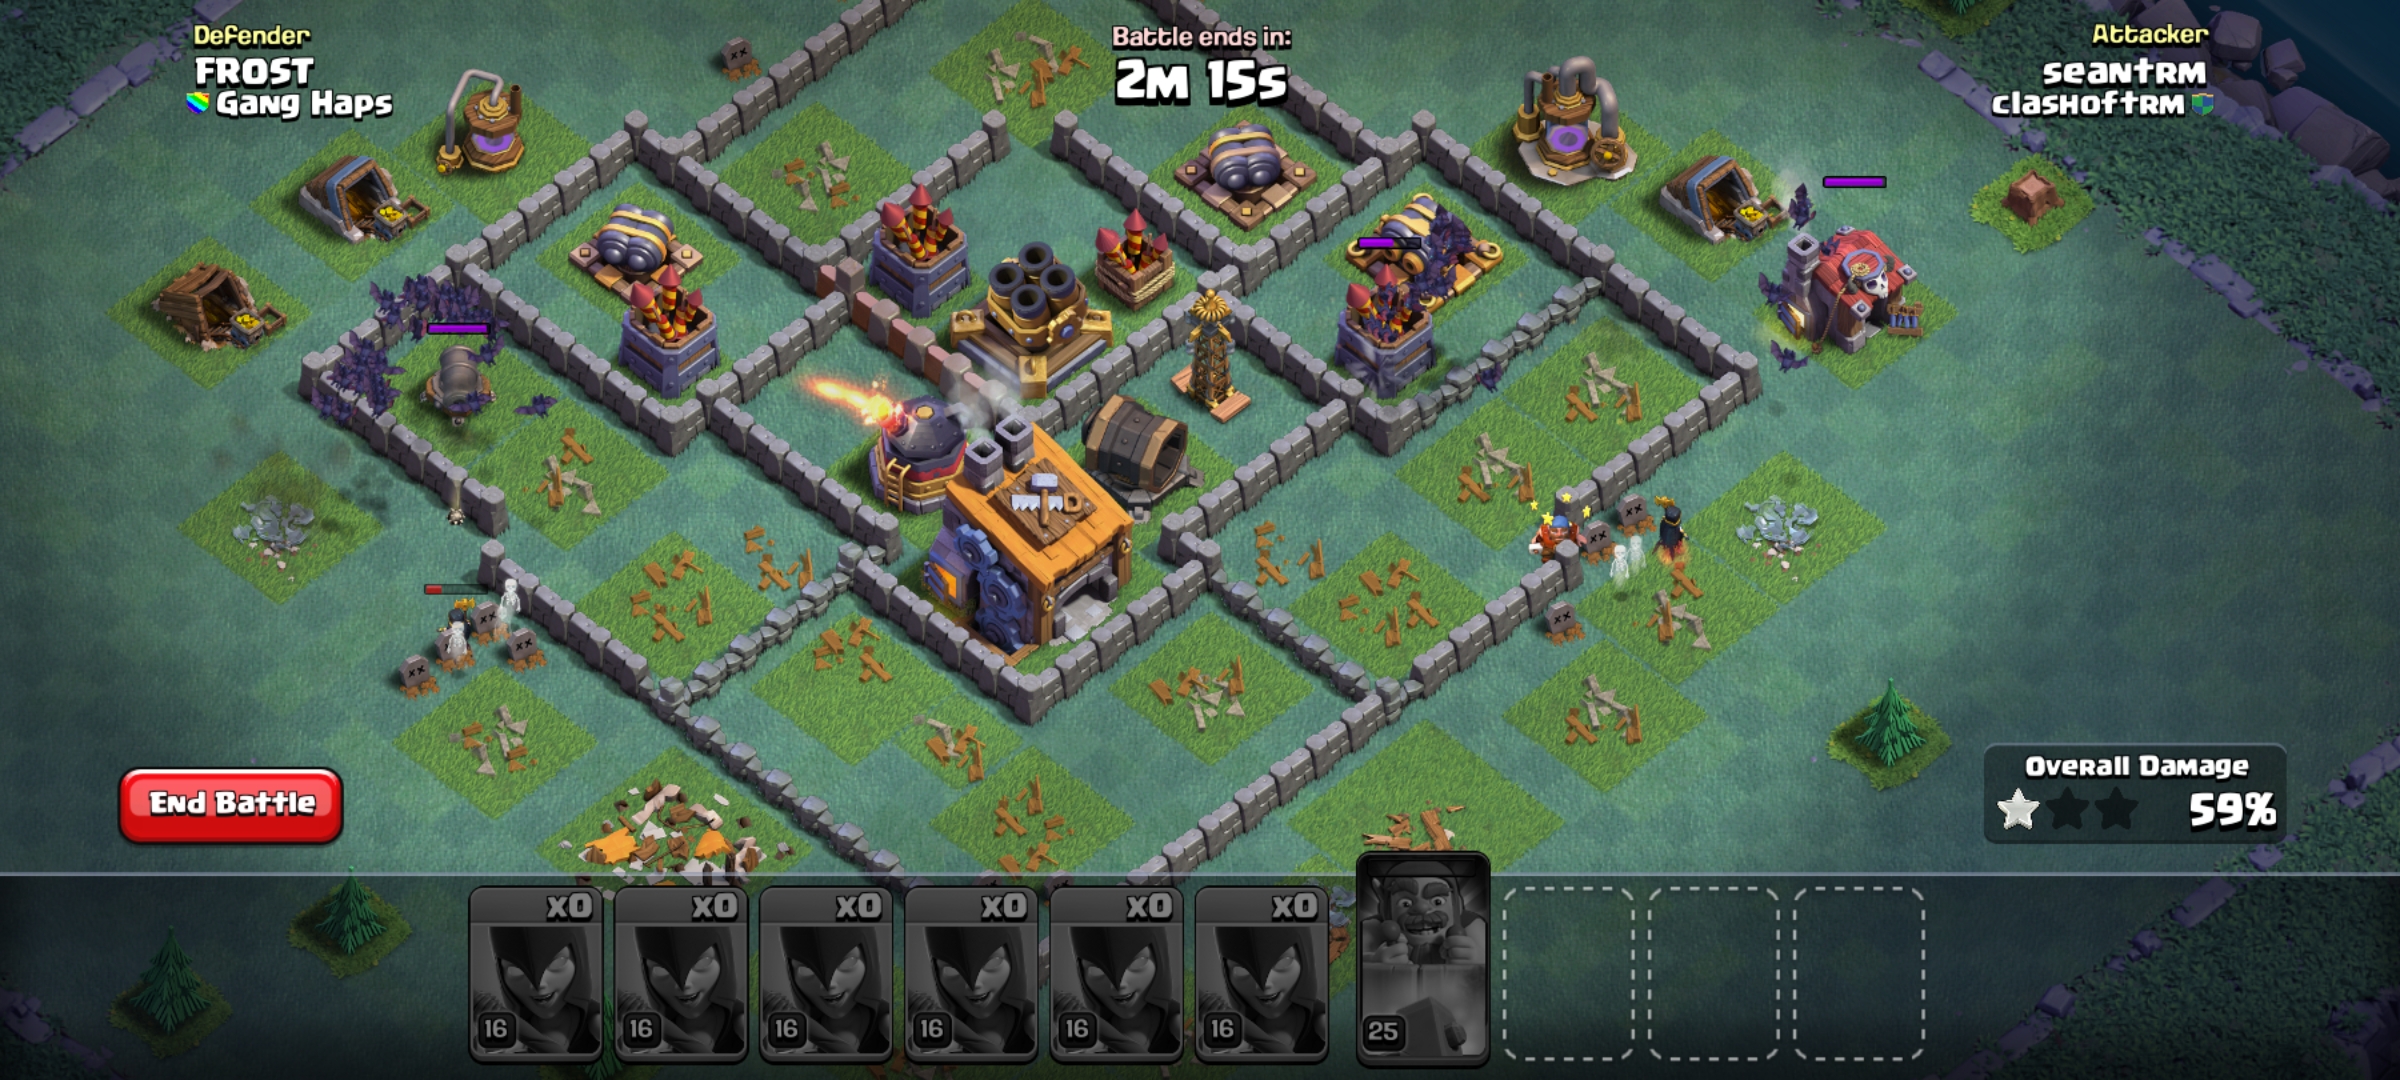 Defender
FROST
Gang Haps
Battle ends in:
2M 15s
Attacker
seantRM
clashoftRM
End Battle
Overall Damage
59%
x0 x0 x0 x0 x0 x0
16 16 16 16 16 16 25